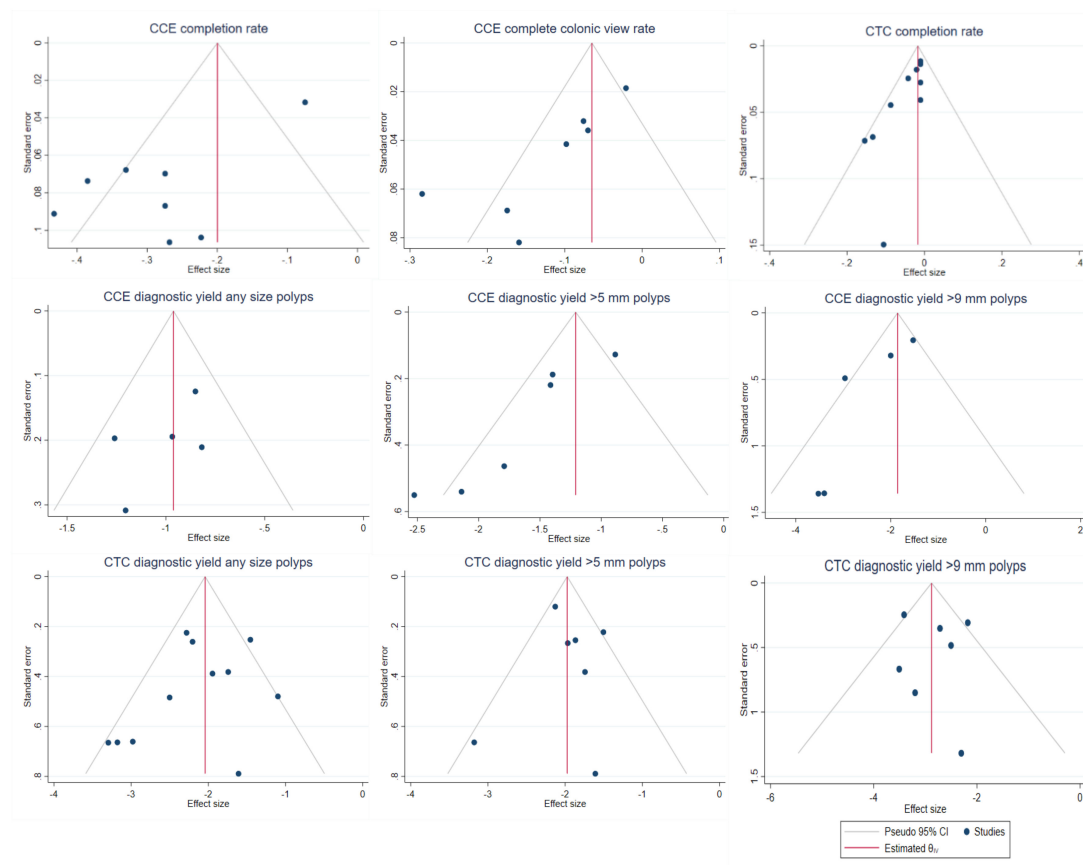 CCE completion rate
0
.02
.04
.06
.08
.1
Standard error
-.4
-.3
-.2
-.1
0
Effect size
CCE complete colonic view rate
0
.02
.04
.06
.08
Standard error
-.3
-.2
-.1
0
.1
Effect size
CTC completion rate
0
.05
.1
.15
Standard error
-.4
-.2
0
.2
.4
Effect size
CCE diagnostic yield any size polyps
0
.1
.2
.3
Standard error
-1.5
-1
-.5
0
Effect size
CCE diagnostic yield >5 mm polyps
0
.2
.4
.6
Standard error
-2.5
-2
-1.5
-1
-.5
0
Effect size
CCE diagnostic yield >9 mm polyps
0
.5
1
1.5
Standard error
-4
-2
0
2
Effect size
CTC diagnostic yield any size polyps
0
.2
.4
.6
.8
Standard error
-4
-3
-2
-1
0
Effect size
CTC diagnostic yield >5 mm polyps
0
.2
.4
.6
.8
Standard error
-4
-3
-2
-1
0
Effect size
CTC diagnostic yield >9 mm polyps
0
.5
1
1.5
Standard error
-6
-4
-2
0
Effect size
Pseudo 95% CI
Studies
Estimated θIV